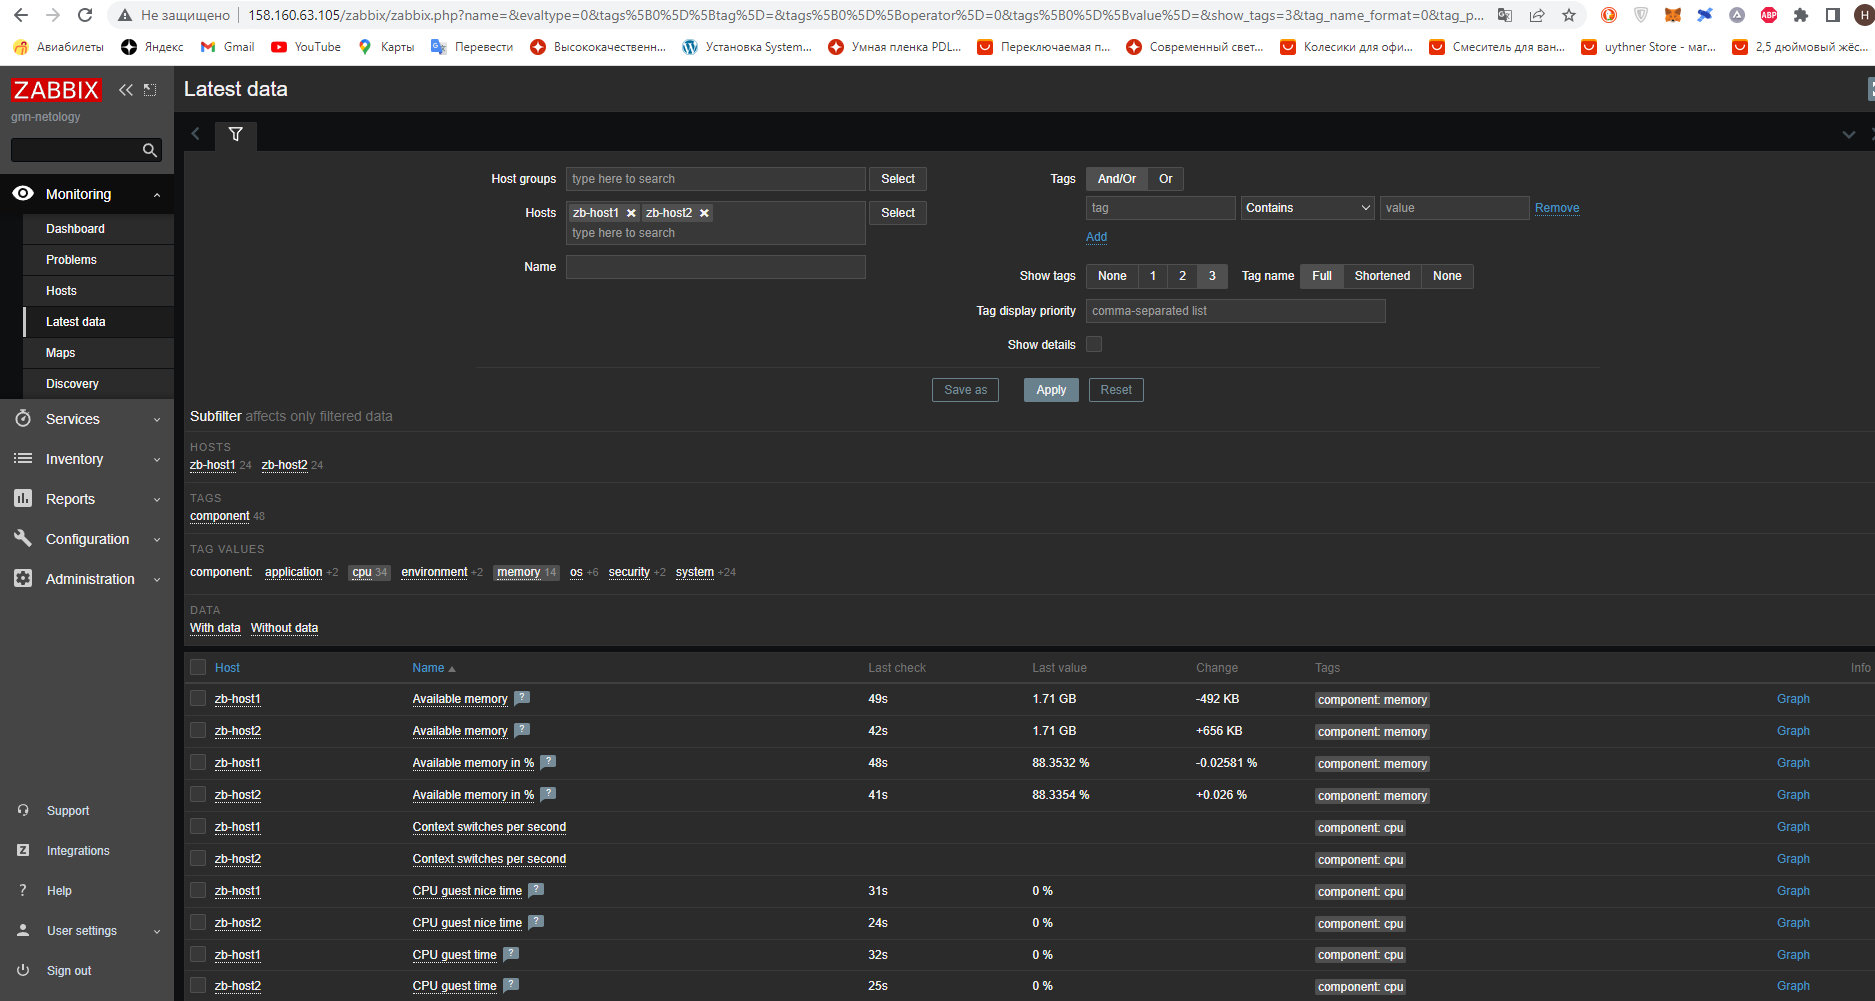 Не защищено 158.160.63.105/zabbix/zabbix.php?name=&evaltype=0&tags%5B0%5D%5Btag%5D=&tags%5B0%5D%5Boperator%5D=0&tags%5B0%5D%5Bvalue%5D=&show_tags=3&tag_name_format=0&tag_p... ABP H
Авиабилеты Яндекс Gmail YouTube Карты Перевести Высококачественн... Установка System... Умная пленка PDL... Переключаемая п... Современный свет... Колесики для офи... Смеситель для ван... uythner Store - маг... 2,5 дюймовый жёс...
ZABBIX
gnn-netology
Monitoring
Dashboard
Problems
Hosts
Latest data
Maps
Discovery
Services
Inventory
Reports
Configuration
Administration
Support
Z Integrations
? Help
User settings
Sign out
Latest data
Host groups type here to search Select
Hosts zb-host1 zb-host2 Select
type here to search
Name
Tags And/Or Or
tag Contains value Remove
Add
Show tags None 1 2 3 Tag name Full Shortened None
Tag display priority comma-separated list
Show details
Save as Apply Reset
Subfilter affects only filtered data
HOSTS
zb-host1 24 zb-host2 24
TAGS
component 48
TAG VALUES
component: application +2 cpu 34 environment +2 memory 14 os +6 security +2 system +24
DATA
With data Without data
Host Name Last check Last value Change Tags Info
zb-host1 Available memory ? 49s 1.71 GB -492 KB component: memory Graph
zb-host2 Available memory ? 42s 1.71 GB +656 KB component: memory Graph
zb-host1 Available memory in % ? 48s 88.3532 % -0.02581 % component: memory Graph
zb-host2 Available memory in % ? 41s 88.3354 % +0.026 % component: memory Graph
zb-host1 Context switches per second component: cpu Graph
zb-host2 Context switches per second component: cpu Graph
zb-host1 CPU guest nice time ? 31s 0 % component: cpu Graph
zb-host2 CPU guest nice time ? 24s 0 % component: cpu Graph
zb-host1 CPU guest time ? 32s 0 % component: cpu Graph
zb-host2 CPU guest time ? 25s 0 % component: cpu Graph